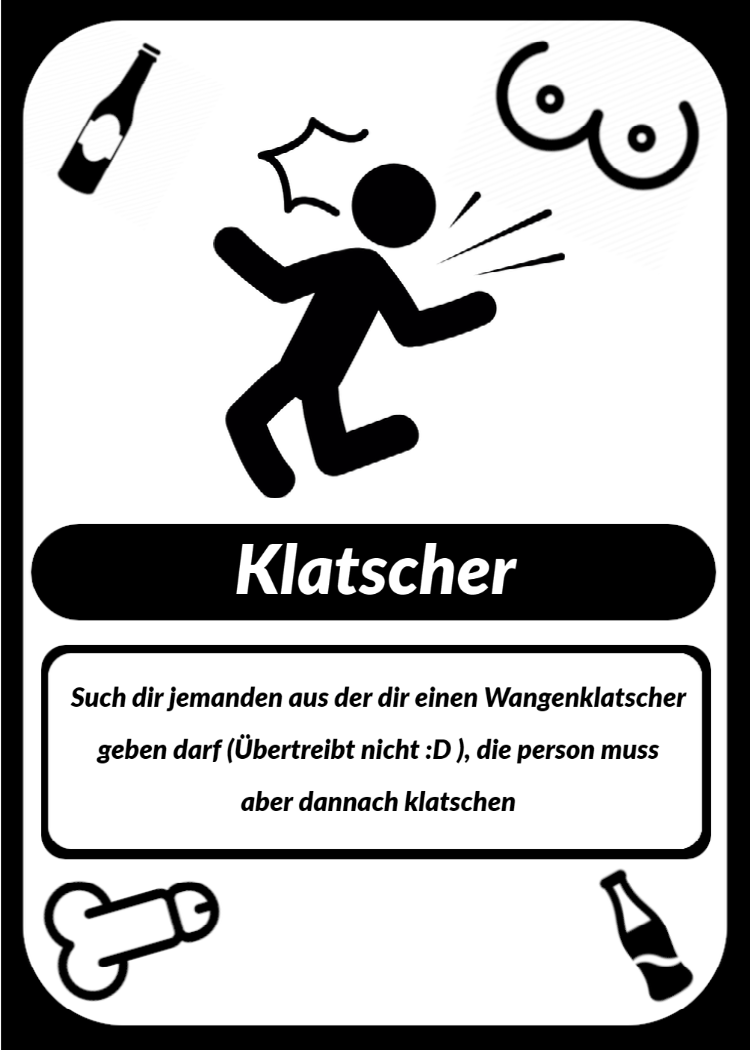 Klatscher
Such dir jemanden aus der dir einen Wangenklatscher
geben darf (Übertreibt nicht :D ), die person muss
aber dannach klatschen